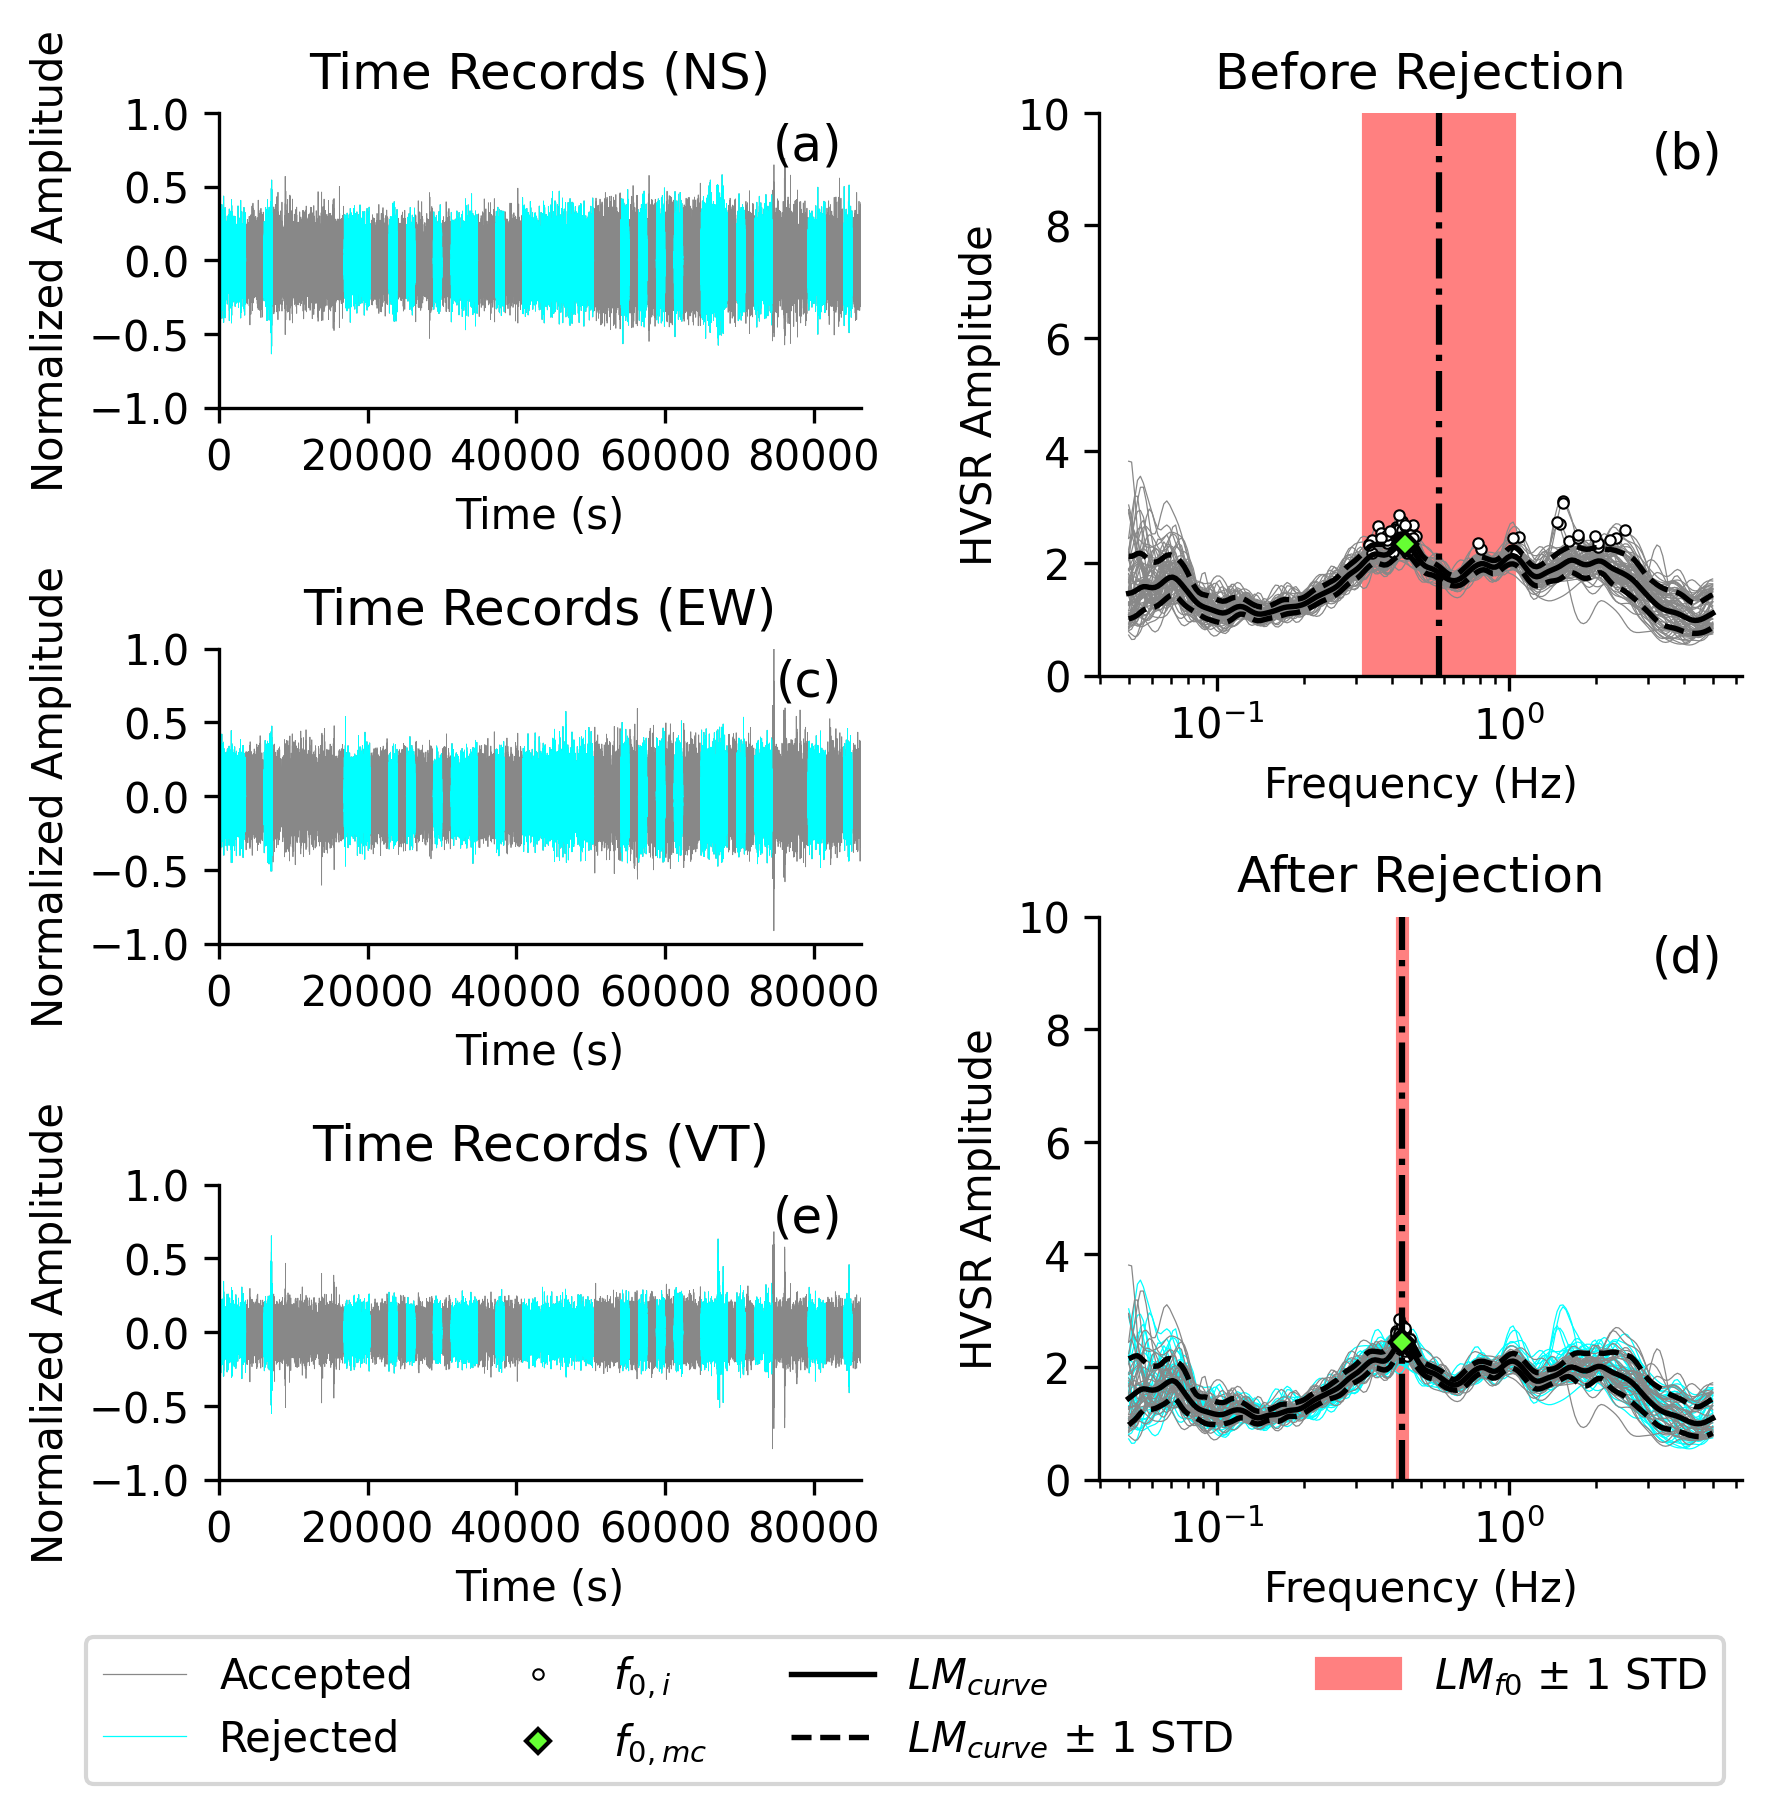 Time Records (NS)
(a)
Normalized Amplitude
1.0
0.5
0.0
−0.5
−1.0
0 20000 40000 60000 80000
Time (s)
Before Rejection
(b)
HVSR Amplitude
10
8
6
4
2
0
10⁻¹ 10⁰
Frequency (Hz)
Time Records (EW)
(c)
Normalized Amplitude
1.0
0.5
0.0
−0.5
−1.0
0 20000 40000 60000 80000
Time (s)
After Rejection
(d)
HVSR Amplitude
10
8
6
4
2
0
10⁻¹ 10⁰
Frequency (Hz)
Time Records (VT)
(e)
Normalized Amplitude
1.0
0.5
0.0
−0.5
−1.0
0 20000 40000 60000 80000
Time (s)
Accepted
Rejected
f0,i
f0,mc
LMcurve
LMcurve ± 1 STD
LMf0 ± 1 STD